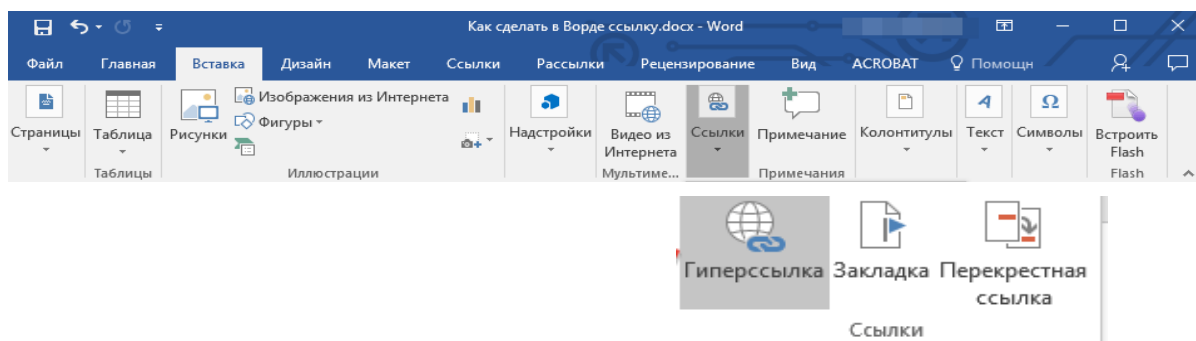 Как сделать в Ворде ссылку.docx - Word
Файл Главная Вставка Дизайн Макет Ссылки Рассылки Рецензирование Вид ACROBAT Помощн
Страницы Таблица Рисунки Изображения из Интернета Фигуры Надстройки Видео из Ссылки Примечание Колонтитулы Текст Символы Встроить
Интернета Flash
Таблицы Иллюстрации Мультиме... Примечания Flash
Гиперссылка Закладка Перекрестная
ссылка
Ссылки